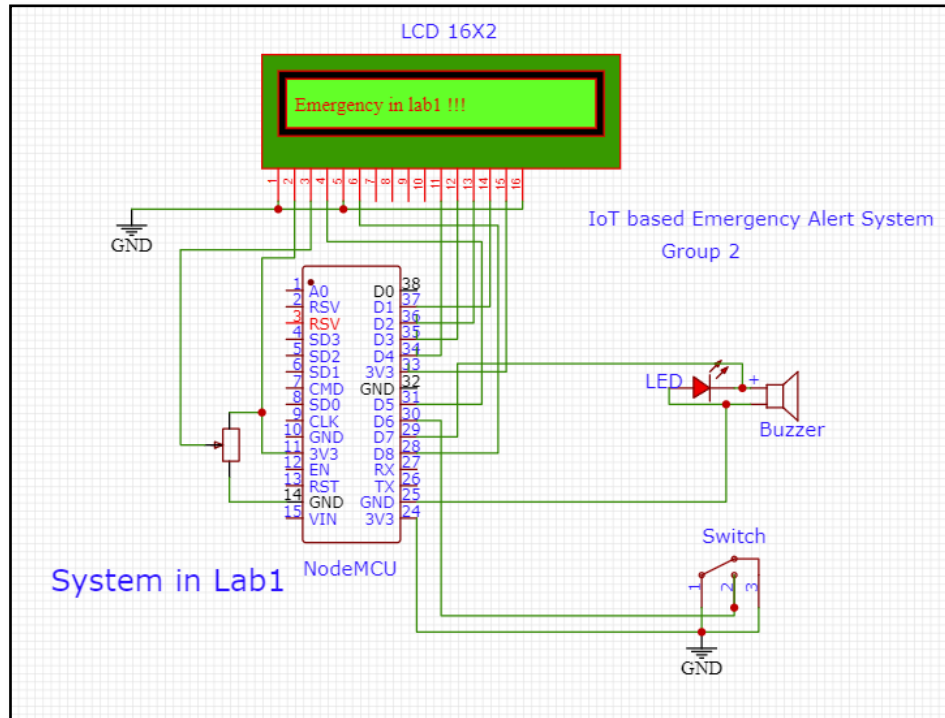 LCD 16X2
Emergency in lab1 !!!
1 2 3 4 5 6 7 8 9 10 11 12 13 14 15 16
GND
IoT based Emergency Alert System
Group 2
1 A0 D0 38
2 RSV D1 37
3 RSV D2 36
4 SD3 D3 35
5 SD2 D4 34
6 SD1 3V3 33
7 CMD GND 32
8 SD0 D5 31
9 CLK D6 30
10 GND D7 29
11 3V3 D8 28
12 EN RX 27
13 RST TX 26
14 GND GND 25
15 VIN 3V3 24
NodeMCU
LED +
Buzzer
Switch
1 2 3
GND
System in Lab1